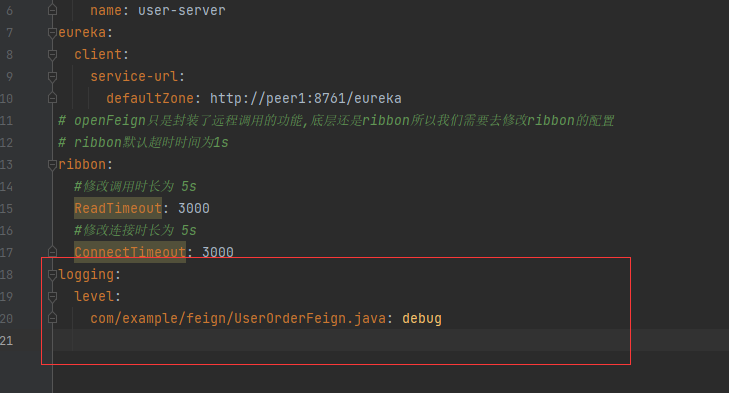 6 name: user-server
7 eureka:
8 client:
9 service-url:
10 defaultZone: http://peer1:8761/eureka
11 # openFeign只是封装了远程调用的功能,底层还是ribbon所以我们需要去修改ribbon的配置
12 # ribbon默认超时时间为1s
13 ribbon:
14 #修改调用时长为 5s
15 ReadTimeout: 3000
16 #修改连接时长为 5s
17 ConnectTimeout: 3000
18 logging:
19 level:
20 com/example/feign/UserOrderFeign.java: debug
21